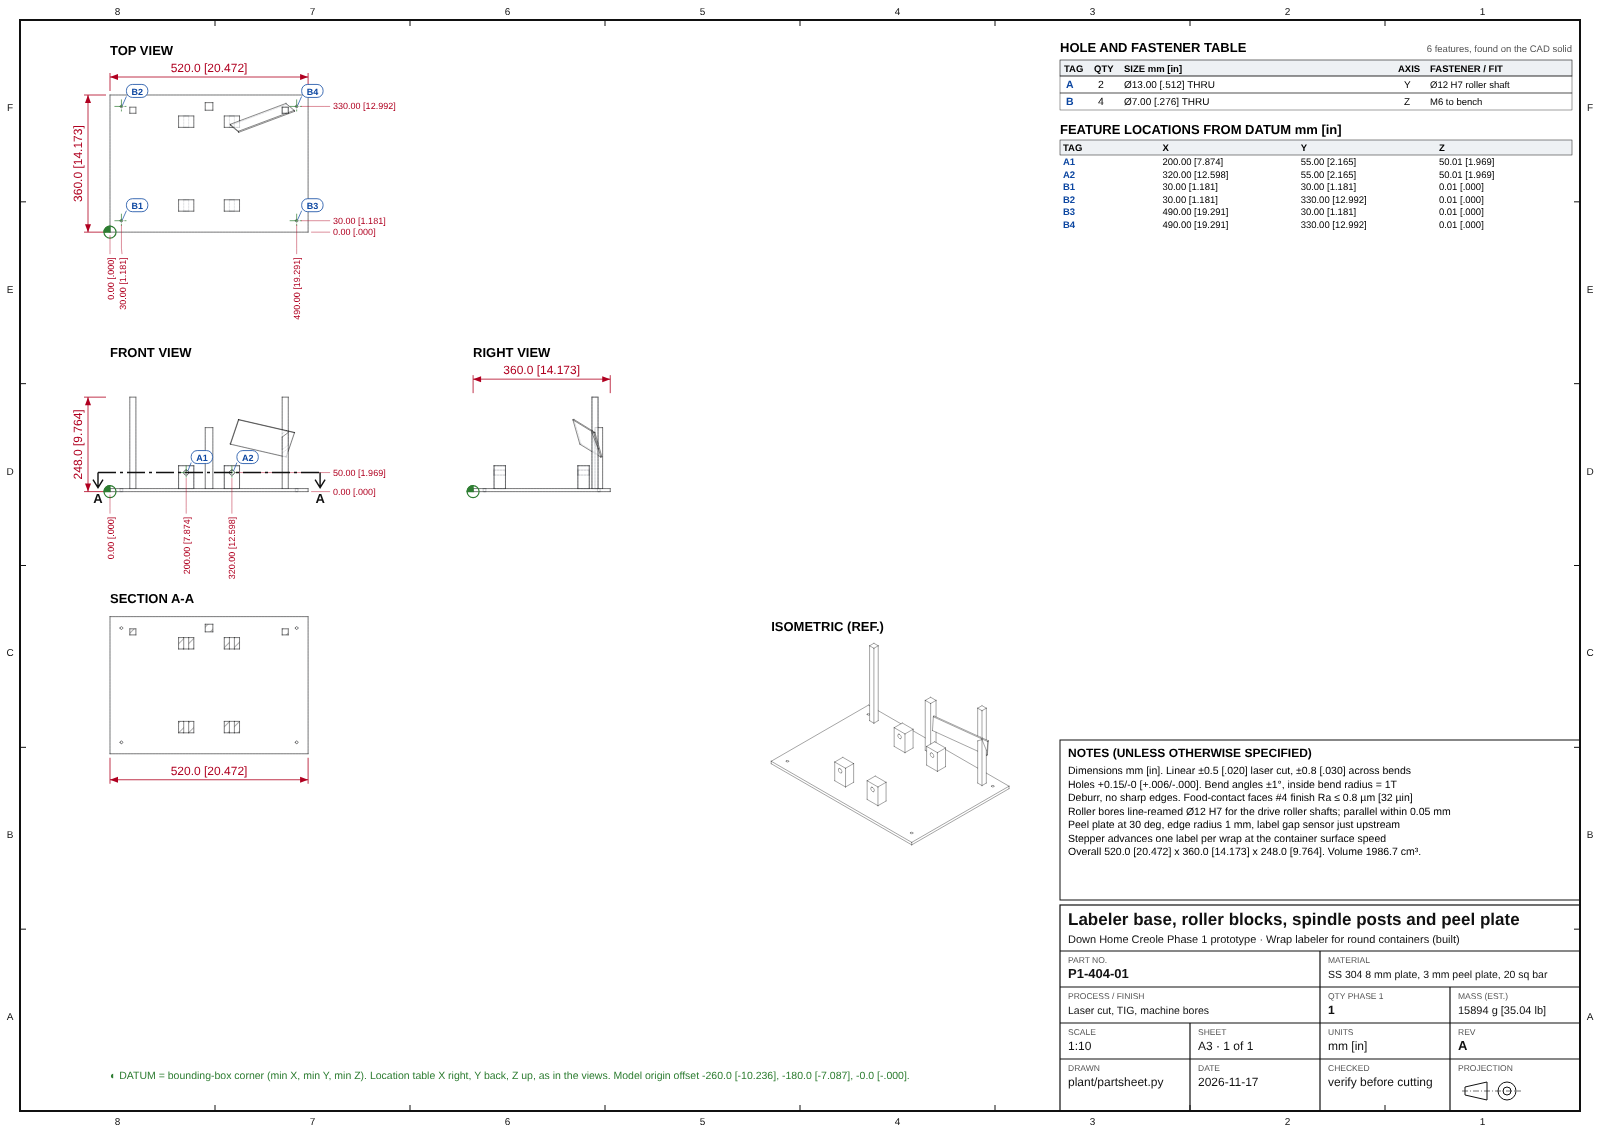 8 7 6 5 4 3 2 1
F F
E E
D D
C C
B B
A A
TOP VIEW
520.0 [20.472]
B2
B4
330.00 [12.992]
360.0 [14.173]
B1
B3
30.00 [1.181]
0.00 [.000]
0.00 [.000]
30.00 [1.181]
490.00 [19.291]
FRONT VIEW
248.0 [9.764]
A1
A2
50.00 [1.969]
0.00 [.000]
A
A
0.00 [.000]
200.00 [7.874]
320.00 [12.598]
RIGHT VIEW
360.0 [14.173]
SECTION A-A
520.0 [20.472]
ISOMETRIC (REF.)
HOLE AND FASTENER TABLE
6 features, found on the CAD solid
TAG QTY SIZE mm [in] AXIS FASTENER / FIT
A 2 Ø13.00 [.512] THRU Y Ø12 H7 roller shaft
B 4 Ø7.00 [.276] THRU Z M6 to bench
FEATURE LOCATIONS FROM DATUM mm [in]
TAG X Y Z
A1 200.00 [7.874] 55.00 [2.165] 50.01 [1.969]
A2 320.00 [12.598] 55.00 [2.165] 50.01 [1.969]
B1 30.00 [1.181] 30.00 [1.181] 0.01 [.000]
B2 30.00 [1.181] 330.00 [12.992] 0.01 [.000]
B3 490.00 [19.291] 30.00 [1.181] 0.01 [.000]
B4 490.00 [19.291] 330.00 [12.992] 0.01 [.000]
NOTES (UNLESS OTHERWISE SPECIFIED)
Dimensions mm [in]. Linear ±0.5 [.020] laser cut, ±0.8 [.030] across bends
Holes +0.15/-0 [+.006/-.000]. Bend angles ±1°, inside bend radius = 1T
Deburr, no sharp edges. Food-contact faces #4 finish Ra ≤ 0.8 µm [32 µin]
Roller bores line-reamed Ø12 H7 for the drive roller shafts; parallel within 0.05 mm
Peel plate at 30 deg, edge radius 1 mm, label gap sensor just upstream
Stepper advances one label per wrap at the container surface speed
Overall 520.0 [20.472] x 360.0 [14.173] x 248.0 [9.764]. Volume 1986.7 cm³.
Labeler base, roller blocks, spindle posts and peel plate
Down Home Creole Phase 1 prototype · Wrap labeler for round containers (built)
PART NO.
P1-404-01
MATERIAL
SS 304 8 mm plate, 3 mm peel plate, 20 sq bar
PROCESS / FINISH
Laser cut, TIG, machine bores
QTY PHASE 1
1
MASS (EST.)
15894 g [35.04 lb]
SCALE
1:10
SHEET
A3 · 1 of 1
UNITS
mm [in]
REV
A
DRAWN
plant/partsheet.py
DATE
2026-11-17
CHECKED
verify before cutting
PROJECTION
DATUM = bounding-box corner (min X, min Y, min Z). Location table X right, Y back, Z up, as in the views. Model origin offset -260.0 [-10.236], -180.0 [-7.087], -0.0 [-.000].
8 7 6 5 4 3 2 1